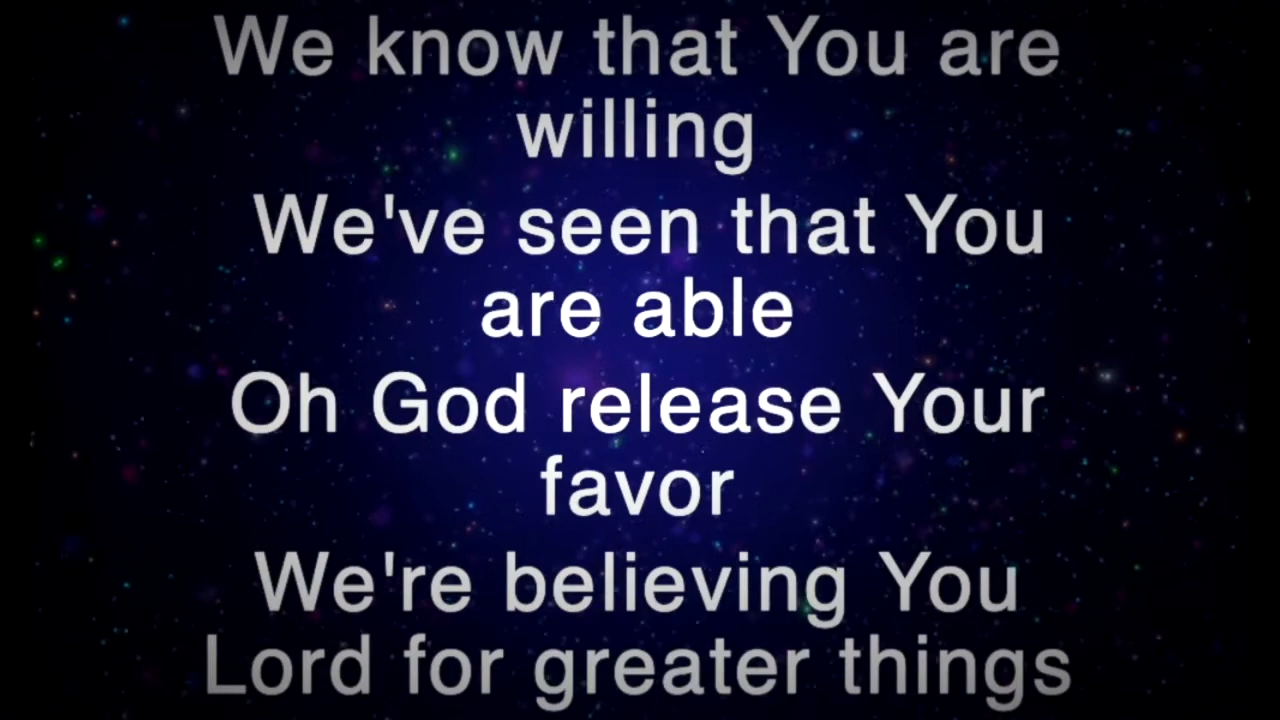 We know that You are
willing
We've seen that You
are able
Oh God release Your
favor
We're believing You
Lord for greater things